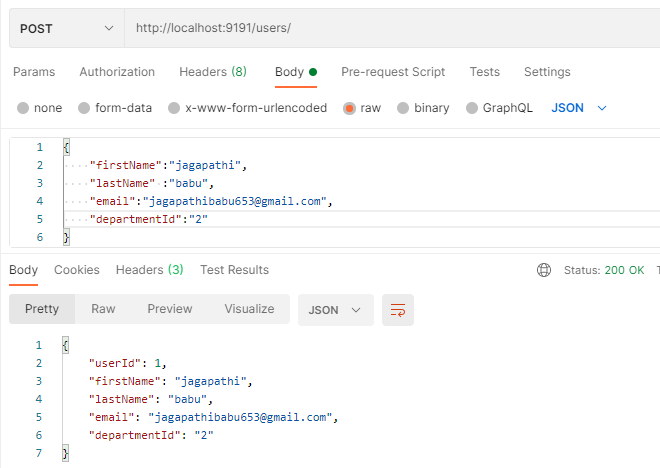 POST http://localhost:9191/users/
Params Authorization Headers (8) Body Pre-request Script Tests Settings
none form-data x-www-form-urlencoded raw binary GraphQL JSON
1 {
2 "firstName":"jagapathi",
3 "lastName" :"babu",
4 "email":"jagapathibabu653@gmail.com",
5 "departmentId":"2"
6 }
Body Cookies Headers (3) Test Results Status: 200 OK
Pretty Raw Preview Visualize JSON
1 {
2 "userId": 1,
3 "firstName": "jagapathi",
4 "lastName": "babu",
5 "email": "jagapathibabu653@gmail.com",
6 "departmentId": "2"
7 }